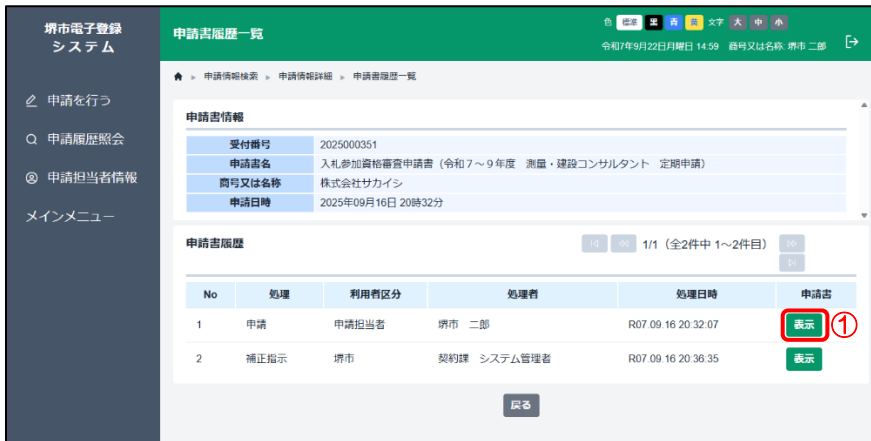 堺市電子登録
システム
申請を行う
申請履歴照会
申請担当者情報
メインメニュー
申請書履歴一覧
色 標準 黒 青 黄 文字 大 中 小
令和7年9月22日月曜日 14:59 商号又は名称: 堺市 二郎
申請情報検索 ▶ 申請情報詳細 ▶ 申請書履歴一覧
申請書情報
受付番号 2025000351
申請書名 入札参加資格審査申請書（令和７～９年度 測量・建設コンサルタント 定期申請）
商号又は名称 株式会社サカイシ
申請日時 2025年09月16日 20時32分
申請書履歴
1/1（全2件中 1～2件目）
No 処理 利用者区分 処理者 処理日時 申請書
1 申請 申請担当者 堺市 二郎 R07.09.16 20:32:07 表示 ①
2 補正指示 堺市 契約課 システム管理者 R07.09.16 20:36:35 表示
戻る